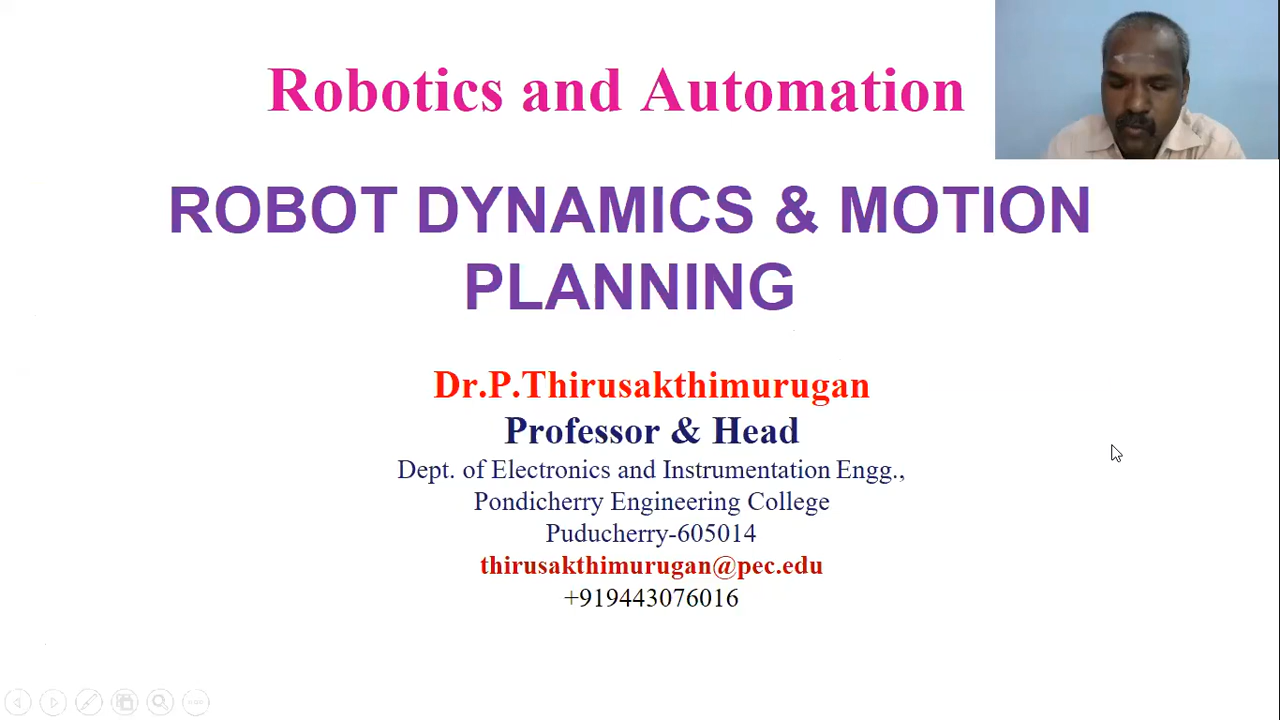 Robotics and Automation
ROBOT DYNAMICS & MOTION
PLANNING
Dr.P.Thirusakthimurugan
Professor & Head
Dept. of Electronics and Instrumentation Engg.,
Pondicherry Engineering College
Puducherry-605014
thirusakthimurugan@pec.edu
+919443076016